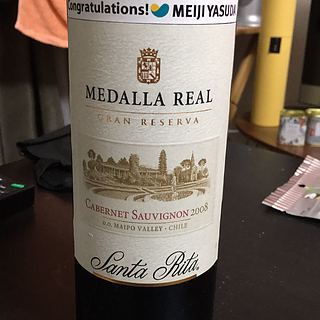 Congratulations! MEIJI YASUDA
MEDALLA REAL
GRAN RESERVA
CABERNET SAUVIGNON 2008
D.O. MAIPO VALLEY · CHILE
Santa Rita